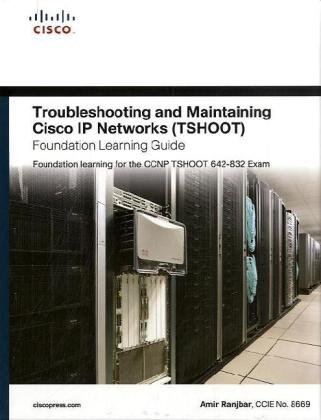 CISCO.
Troubleshooting and Maintaining
Cisco IP Networks (TSHOOT)
Foundation Learning Guide
Foundation learning for the CCNP TSHOOT 642-832 Exam
ciscopress.com
Amir Ranjbar, CCIE No. 8669